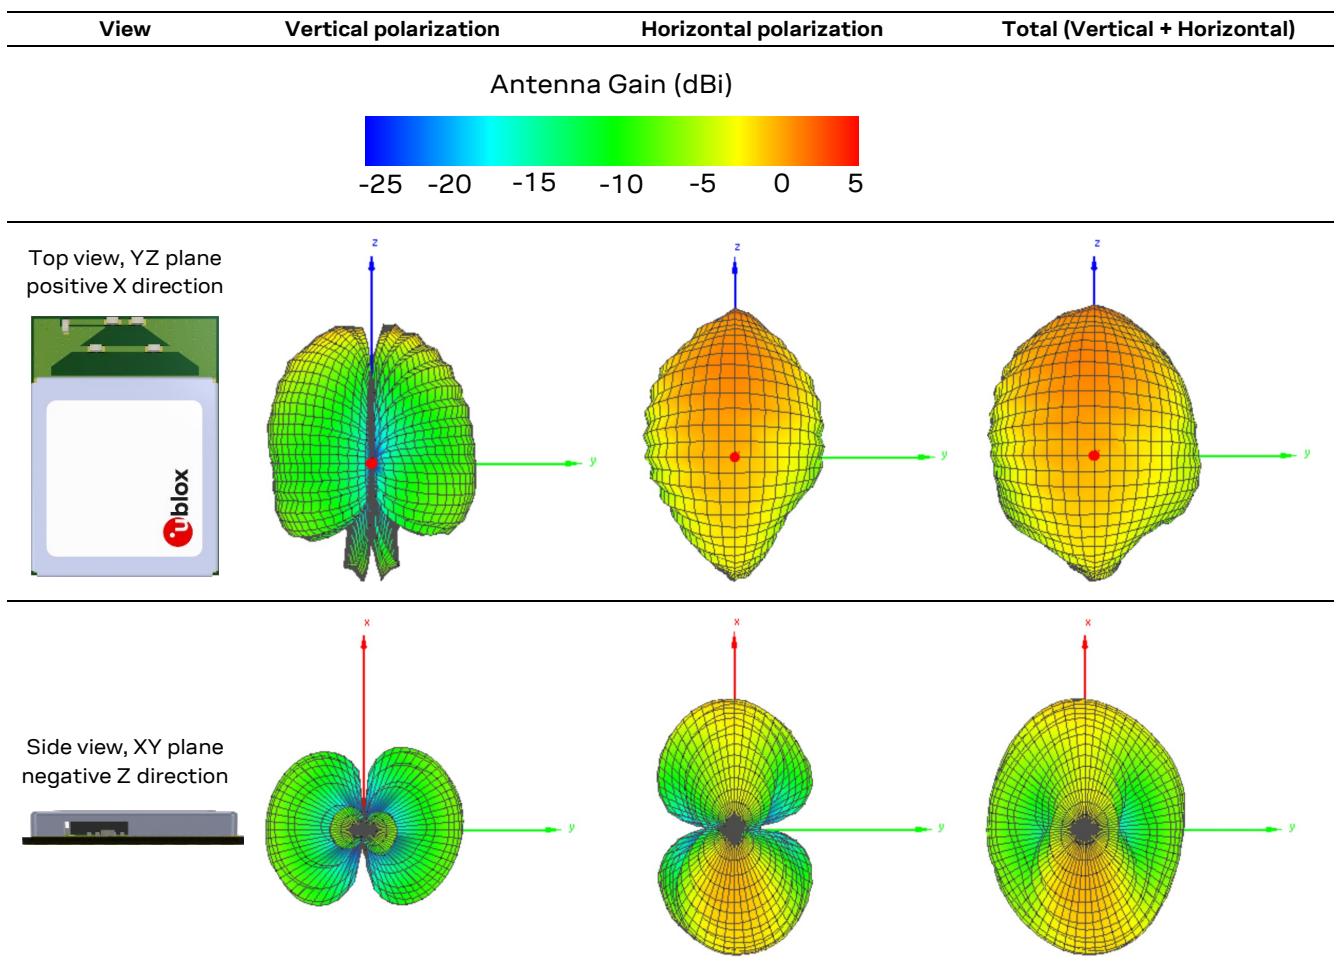 View Vertical polarization Horizontal polarization Total (Vertical + Horizontal)
Antenna Gain (dBi)
-25 -20 -15 -10 -5 0 5
Top view, YZ plane
positive X direction
ublox
z
y
z
y
z
y
Side view, XY plane
negative Z direction
x
y
x
y
x
y